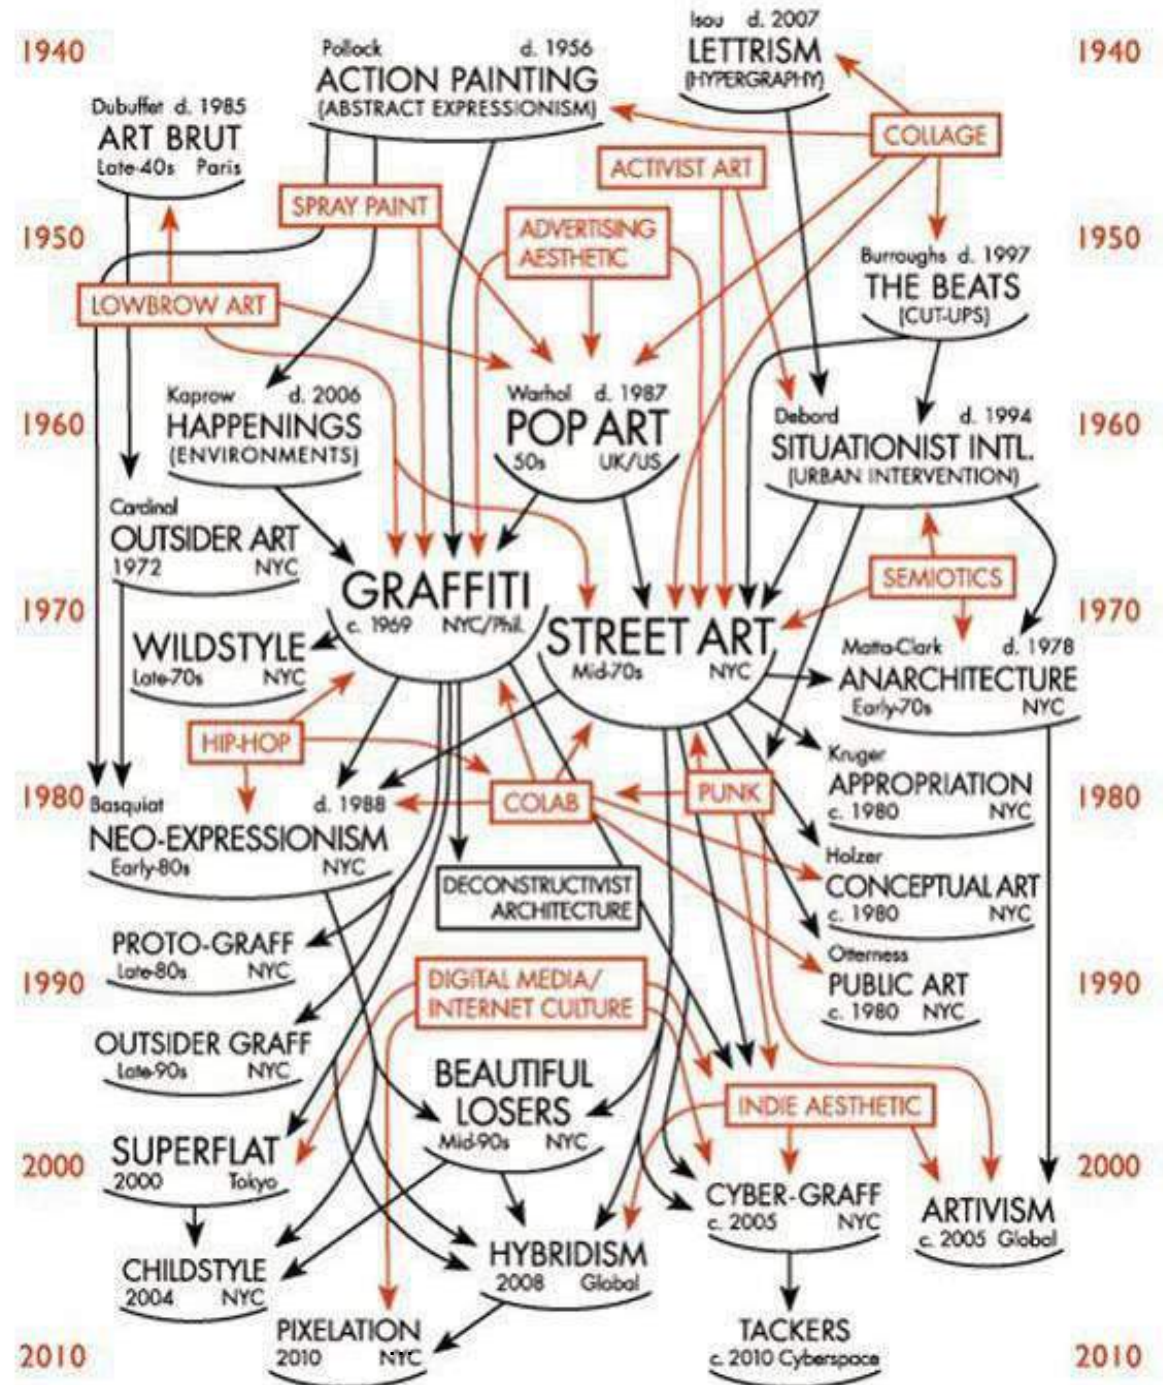 Isou d. 2007
1940
Pollock d. 1956
LETTRISM
1940
ACTION PAINTING
(HYPERGRAPHY)
Dubuffet d. 1985
(ABSTRACT EXPRESSIONISM)
ART BRUT
COLLAGE
Late-40s Paris
ACTIVIST ART
SPRAY PAINT
1950
ADVERTISING
AESTHETIC
1950
Burroughs d. 1997
THE BEATS
(CUT-UPS)
LOWBROW ART
Kaprow d. 2006
HAPPENINGS
(ENVIRONMENTS)
Warhol d. 1987
POP ART
50s UK/US
Debord d. 1994
SITUATIONIST INTL.
(URBAN INTERVENTION)
1960
1960
Cardinal
OUTSIDER ART
1972 NYC
SEMIOTICS
GRAFFITI
c. 1969 NYC/Phil.
1970
1970
STREET ART
Mid-70s NYC
WILDSTYLE
Late-70s NYC
Matta-Clark d. 1978
ANARCHITECTURE
Early-70s NYC
HIP-HOP
Kruger
APPROPRIATION
c. 1980 NYC
COLAB
PUNK
1980
1980
Basquiat d. 1988
NEO-EXPRESSIONISM
Early-80s NYC
Holzer
CONCEPTUAL ART
c. 1980 NYC
DECONSTRUCTIVIST
ARCHITECTURE
PROTO-GRAFF
Late-80s NYC
Otterness
PUBLIC ART
c. 1980 NYC
1990
DIGITAL MEDIA/
INTERNET CULTURE
1990
OUTSIDER GRAFF
Late-90s NYC
BEAUTIFUL
LOSERS
Mid-90s NYC
INDIE AESTHETIC
SUPERFLAT
2000 Tokyo
2000
2000
CYBER-GRAFF
c. 2005 NYC
ARTIVISM
c. 2005 Global
CHILDSTYLE
2004 NYC
HYBRIDISM
2008 Global
PIXELATION
2010 NYC
TACKERS
c. 2010 Cyberspace
2010
2010